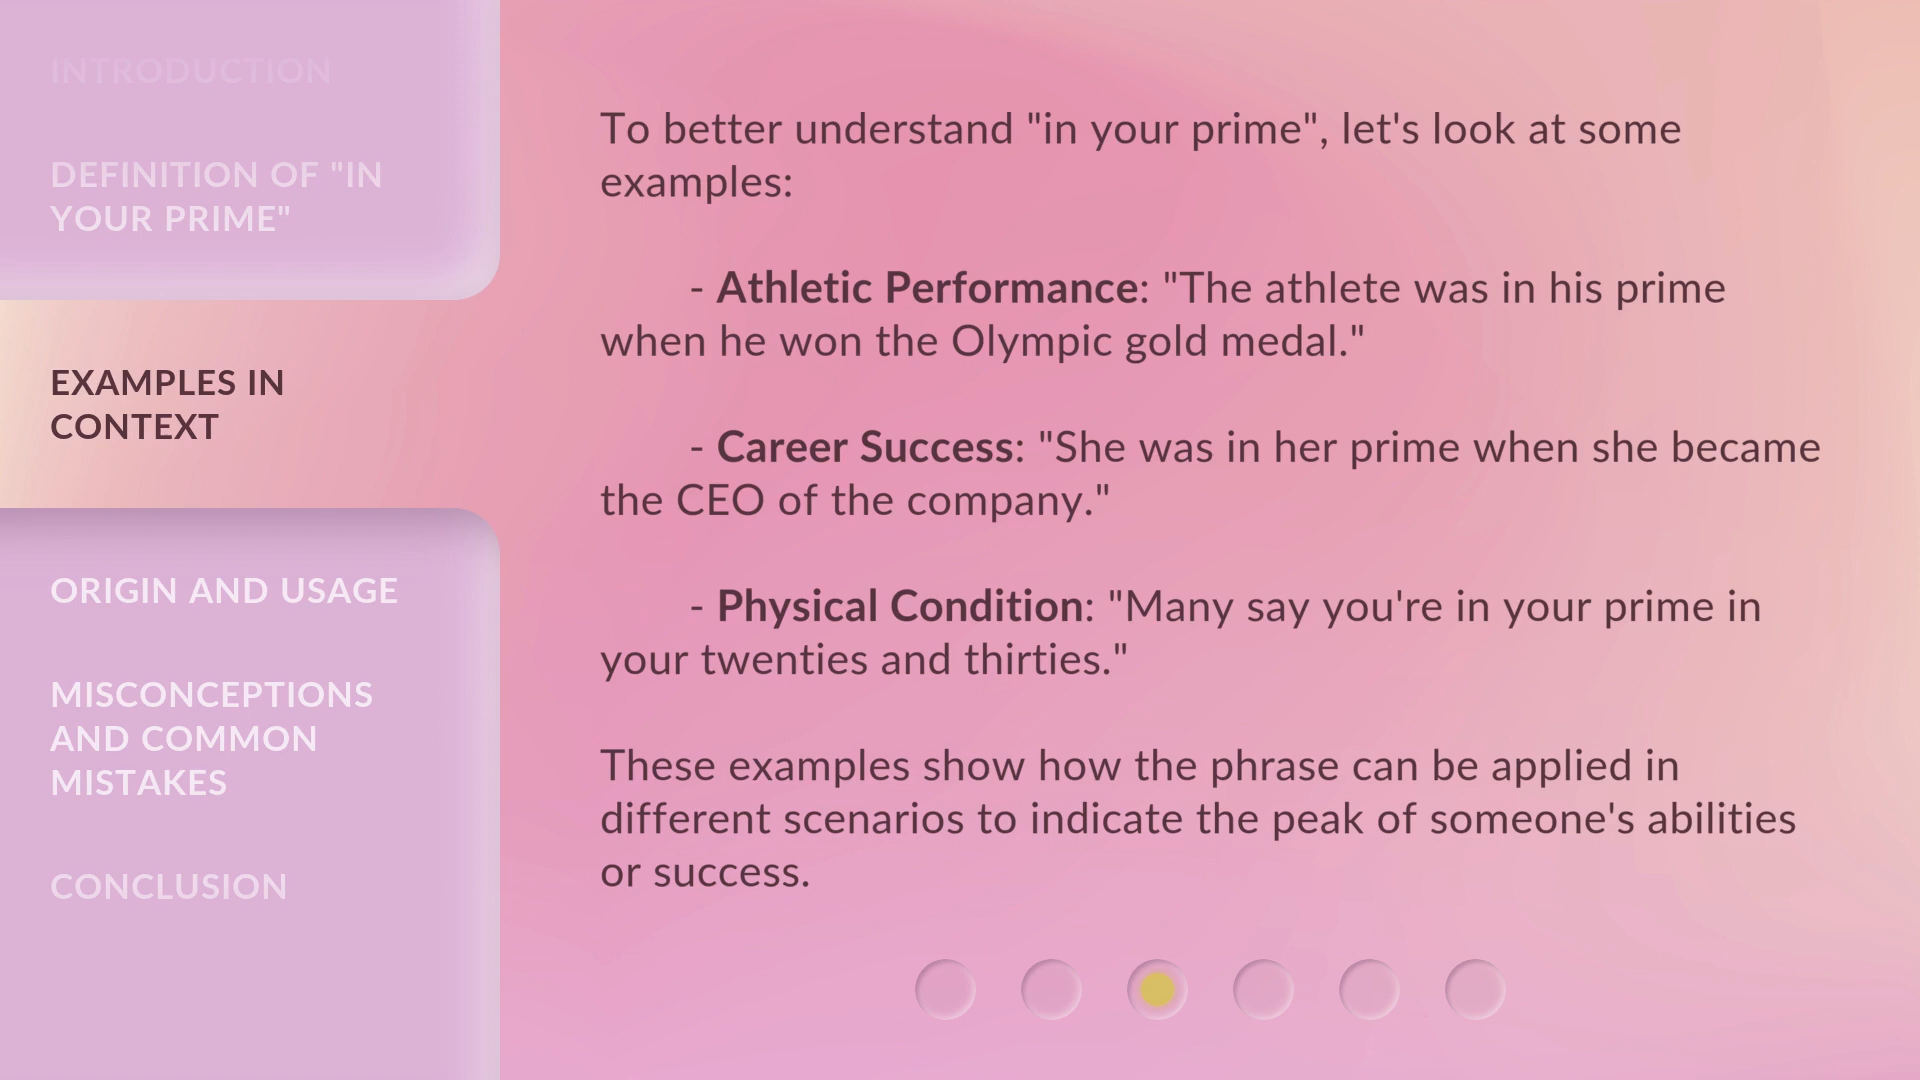 INTRODUCTION
DEFINITION OF "IN
YOUR PRIME"
EXAMPLES IN
CONTEXT
ORIGIN AND USAGE
MISCONCEPTIONS
AND COMMON
MISTAKES
CONCLUSION
To better understand "in your prime", let's look at some
examples:
- Athletic Performance: "The athlete was in his prime
when he won the Olympic gold medal."
- Career Success: "She was in her prime when she became
the CEO of the company."
- Physical Condition: "Many say you're in your prime in
your twenties and thirties."
These examples show how the phrase can be applied in
different scenarios to indicate the peak of someone's abilities
or success.